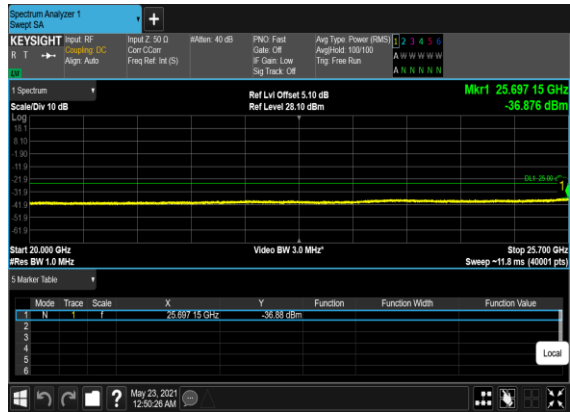 Spectrum Analyzer 1
Swept SA
+
KEYSIGHT Input: RF Input Z: 50 Ω #Atten: 40 dB PNO: Fast Avg Type: Power (RMS) 1 2 3 4 5 6
R T Coupling: DC Corr CCorr Gate: Off Avg|Hold: 100/100 A W W W W W
Align: Auto Freq Ref: Int (S) IF Gain: Low Trig: Free Run
Sig Track: Off A N N N N N
LU
1 Spectrum
Ref Lvl Offset 5.10 dB Mkr1 25.697 15 GHz
Scale/Div 10 dB Ref Level 28.10 dBm -36.876 dBm
Log
18.1
8.10
-1.90
-11.9
-21.9
DL1 -25.00
-31.9
1
-41.9
-51.9
-61.9
Start 20.000 GHz Video BW 3.0 MHz* Stop 25.700 GHz
#Res BW 1.0 MHz Sweep ~11.8 ms (40001 pts)
5 Marker Table
Mode Trace Scale X Y Function Function Width Function Value
1 N 1 f 25.697 15 GHz -36.88 dBm
2
3
4
5
6
Local
? May 23, 2021
12:50:26 AM